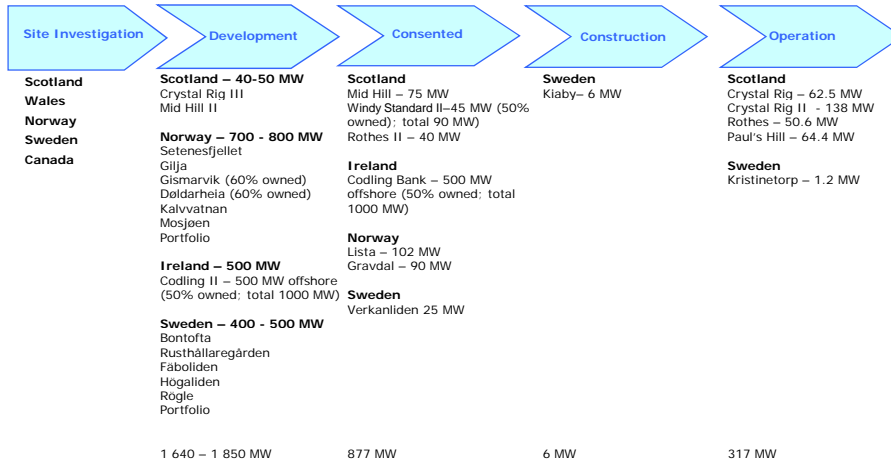 Site Investigation
Development
Consented
Construction
Operation
Scotland
Wales
Norway
Sweden
Canada
Scotland – 40-50 MW
Crystal Rig III
Mid Hill II
Norway – 700 - 800 MW
Setenesfjellet
Gilja
Gismarvik (60% owned)
Døldarheia (60% owned)
Kalvvatnan
Mosjøen
Portfolio
Ireland – 500 MW
Codling II – 500 MW offshore
(50% owned; total 1000 MW)
Sweden – 400 - 500 MW
Bontofta
Rusthållaregården
Fäboliden
Högaliden
Rögle
Portfolio
1 640 – 1 850 MW
Scotland
Mid Hill – 75 MW
Windy Standard II–45 MW (50%
owned); total 90 MW)
Rothes II – 40 MW
Ireland
Codling Bank – 500 MW
offshore (50% owned; total
1000 MW)
Norway
Lista – 102 MW
Gravdal – 90 MW
Sweden
Verkanliden 25 MW
877 MW
Sweden
Kiaby– 6 MW
6 MW
Scotland
Crystal Rig – 62.5 MW
Crystal Rig II - 138 MW
Rothes – 50.6 MW
Paul's Hill – 64.4 MW
Sweden
Kristinetorp – 1.2 MW
317 MW